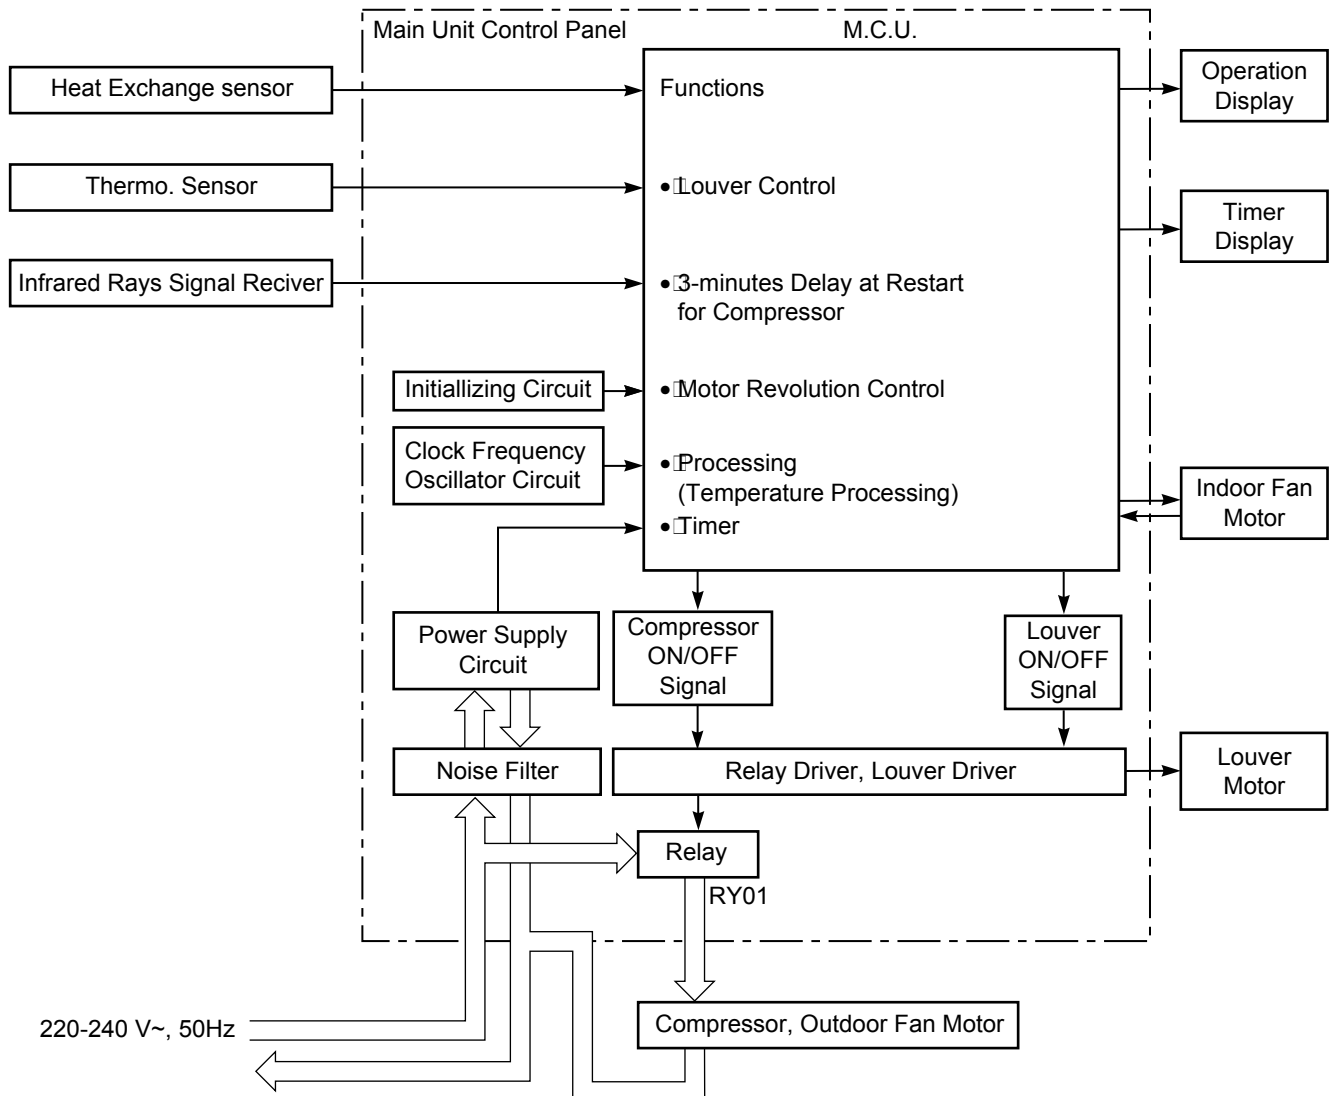 Main Unit Control Panel
M.C.U.
Heat Exchange sensor
Functions
Operation
Display
Thermo. Sensor
• Louver Control
Timer
Display
Infrared Rays Signal Reciver
• 3-minutes Delay at Restart
for Compressor
Initiallizing Circuit
• Motor Revolution Control
Clock Frequency
Oscillator Circuit
• Processing
(Temperature Processing)
• Timer
Indoor Fan
Motor
Power Supply
Circuit
Compressor
ON/OFF
Signal
Louver
ON/OFF
Signal
Noise Filter
Relay Driver, Louver Driver
Louver
Motor
Relay
RY01
220-240 V~, 50Hz
Compressor, Outdoor Fan Motor